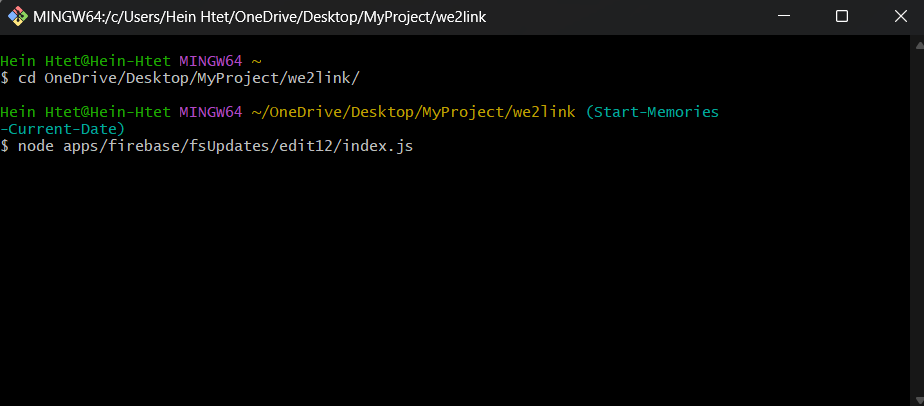 MINGW64:/c/Users/Hein Htet/OneDrive/Desktop/MyProject/we2link
Hein Htet@Hein-Htet MINGW64 ~
$ cd OneDrive/Desktop/MyProject/we2link/
Hein Htet@Hein-Htet MINGW64 ~/OneDrive/Desktop/MyProject/we2link (Start-Memories
-Current-Date)
$ node apps/firebase/fsUpdates/edit12/index.js